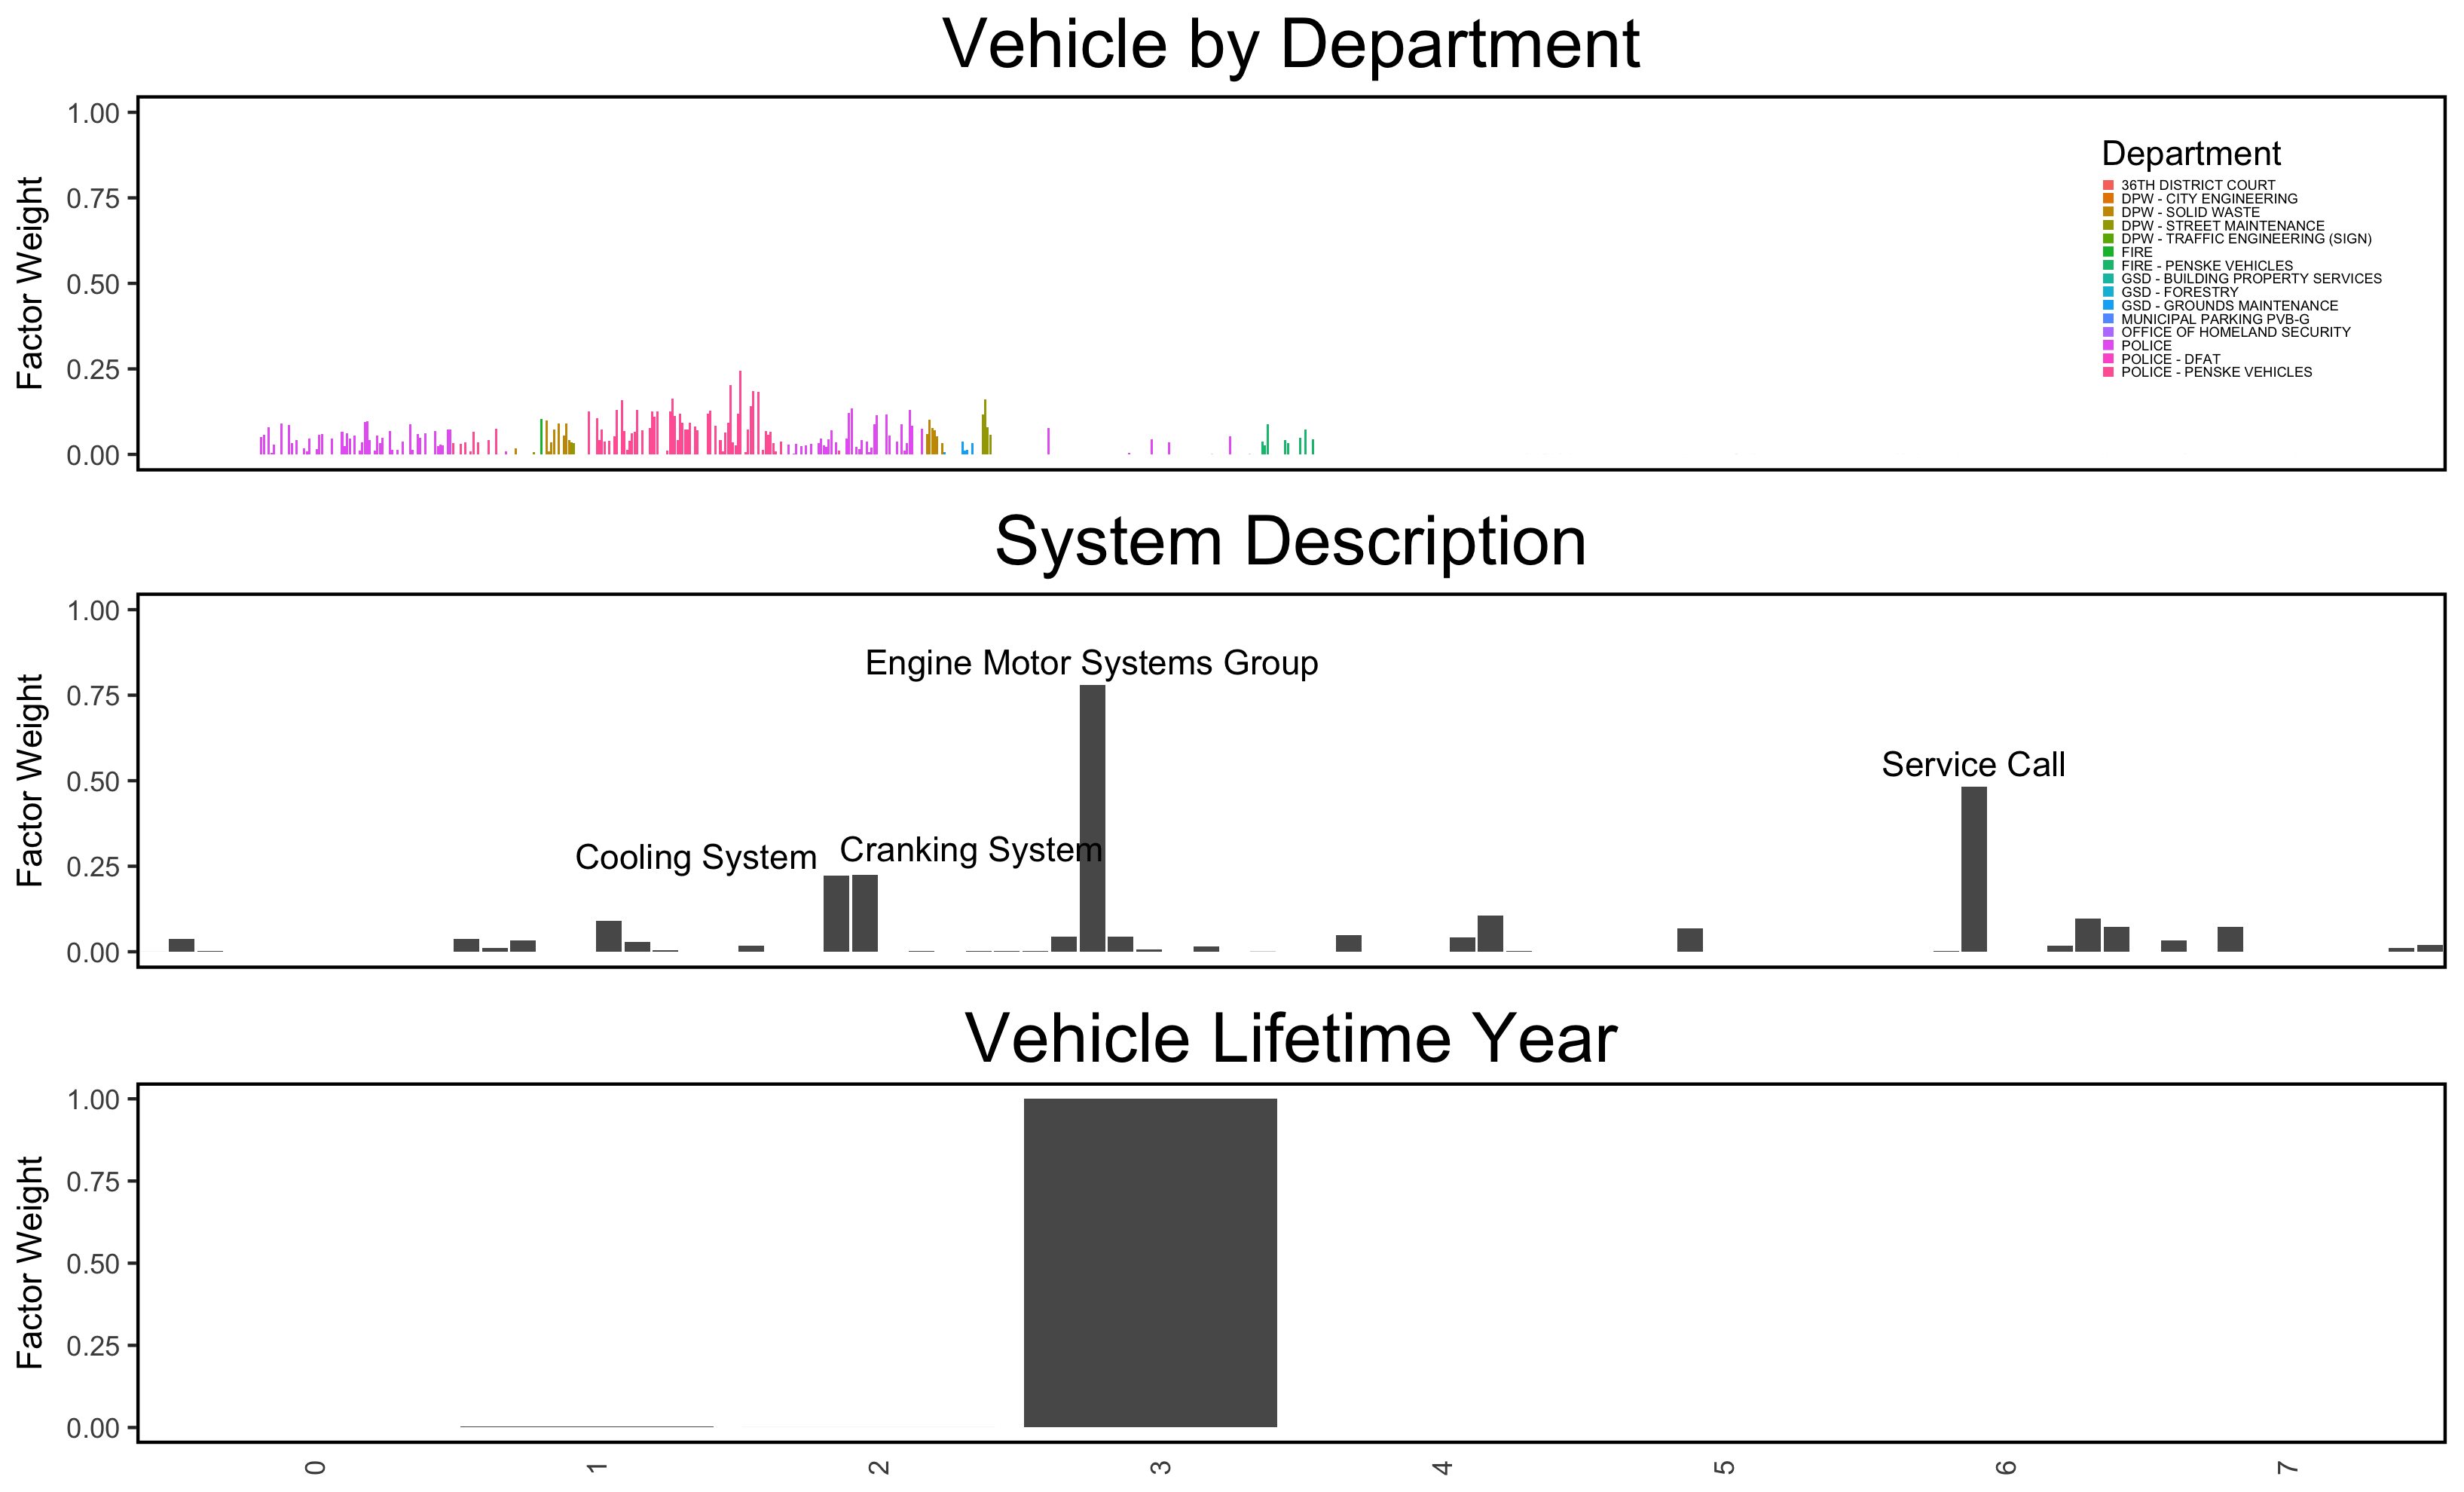 Vehicle by Department
Factor Weight
1.00
0.75
0.50
0.25
0.00
Department
36TH DISTRICT COURT
DPW - CITY ENGINEERING
DPW - SOLID WASTE
DPW - STREET MAINTENANCE
DPW - TRAFFIC ENGINEERING (SIGN)
FIRE
FIRE - PENSKE VEHICLES
GSD - BUILDING PROPERTY SERVICES
GSD - FORESTRY
GSD - GROUNDS MAINTENANCE
MUNICIPAL PARKING PVB-G
OFFICE OF HOMELAND SECURITY
POLICE
POLICE - DFAT
POLICE - PENSKE VEHICLES
System Description
Factor Weight
1.00
0.75
0.50
0.25
0.00
Engine Motor Systems Group
Service Call
Cooling System
Cranking System
Vehicle Lifetime Year
Factor Weight
1.00
0.75
0.50
0.25
0.00
0 1 2 3 4 5 6 7